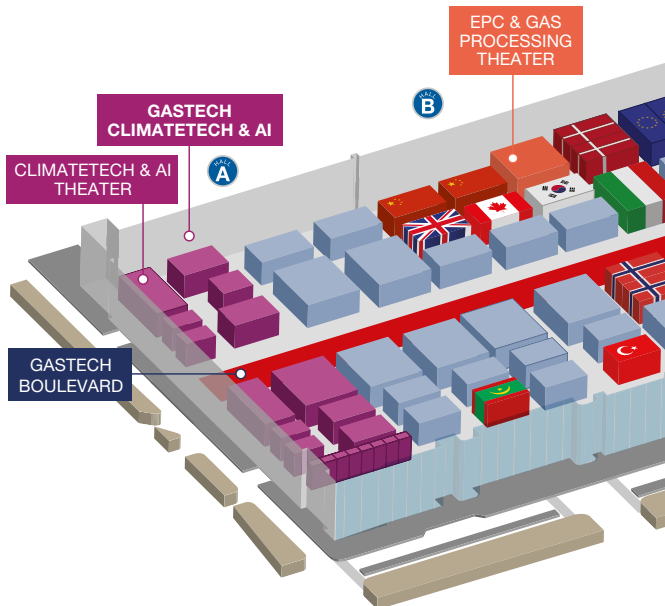 EPC & GAS
PROCESSING
THEATER
HALL
B
GASTECH
CLIMATETECH & AI
HALL
A
CLIMATETECH & AI
THEATER
GASTECH
BOULEVARD